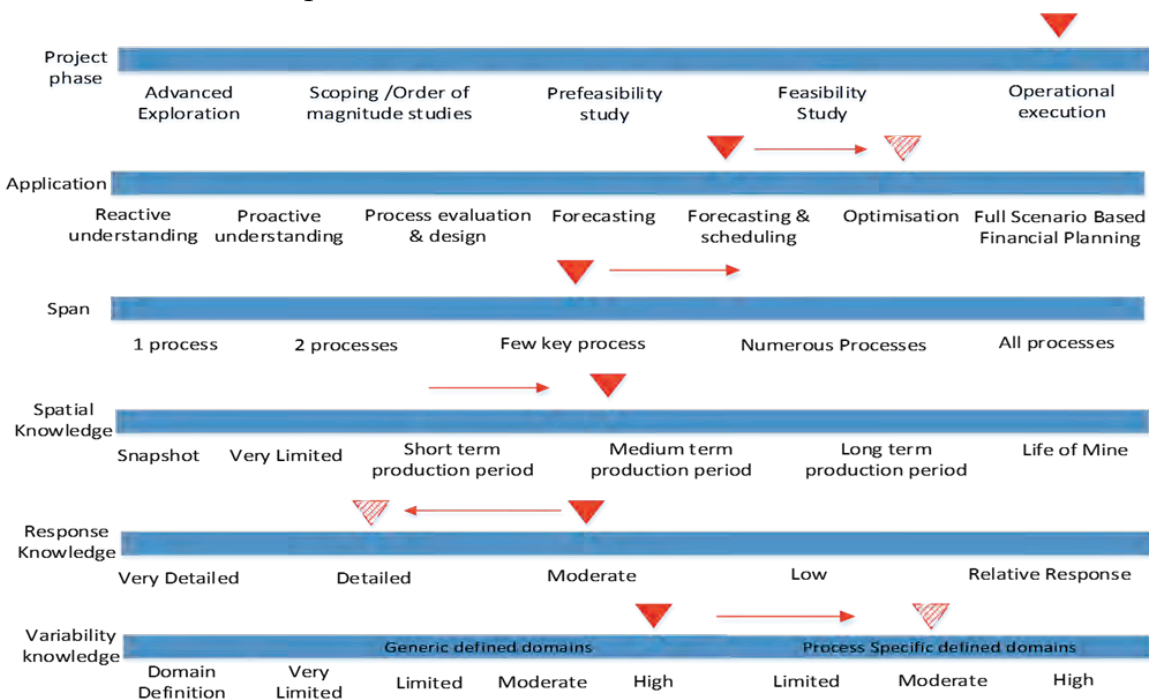 Project
phase
Advanced
Exploration
Scoping /Order of
magnitude studies
Prefeasibility
study
Feasibility
Study
Operational
execution
Application
Reactive
understanding
Proactive
understanding
Process evaluation
& design
Forecasting
Forecasting &
scheduling
Optimisation
Full Scenario Based
Financial Planning
Span
1 process
2 processes
Few key process
Numerous Processes
All processes
Spatial
Knowledge
Snapshot
Very Limited
Short term
production period
Medium term
production period
Long term
production period
Life of Mine
Response
Knowledge
Very Detailed
Detailed
Moderate
Low
Relative Response
Variability
knowledge
Generic defined domains
Process Specific defined domains
Domain
Definition
Very
Limited
Limited
Moderate
High
Limited
Moderate
High